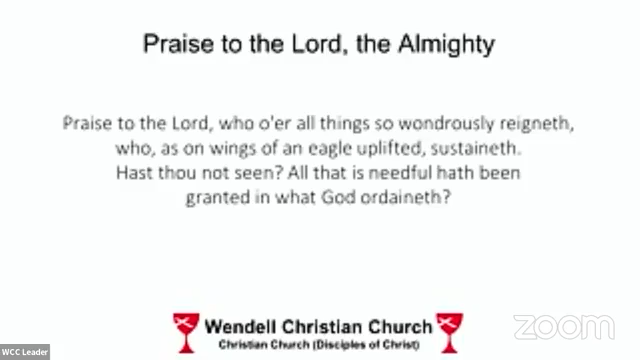 Praise to the Lord, the Almighty
Praise to the Lord, who o'er all things so wondrously reigneth,
who, as on wings of an eagle uplifted, sustaineth.
Hast thou not seen? All that is needful hath been
granted in what God ordaineth?
Wendell Christian Church
Christian Church (Disciples of Christ)
WCC Leader
zoom